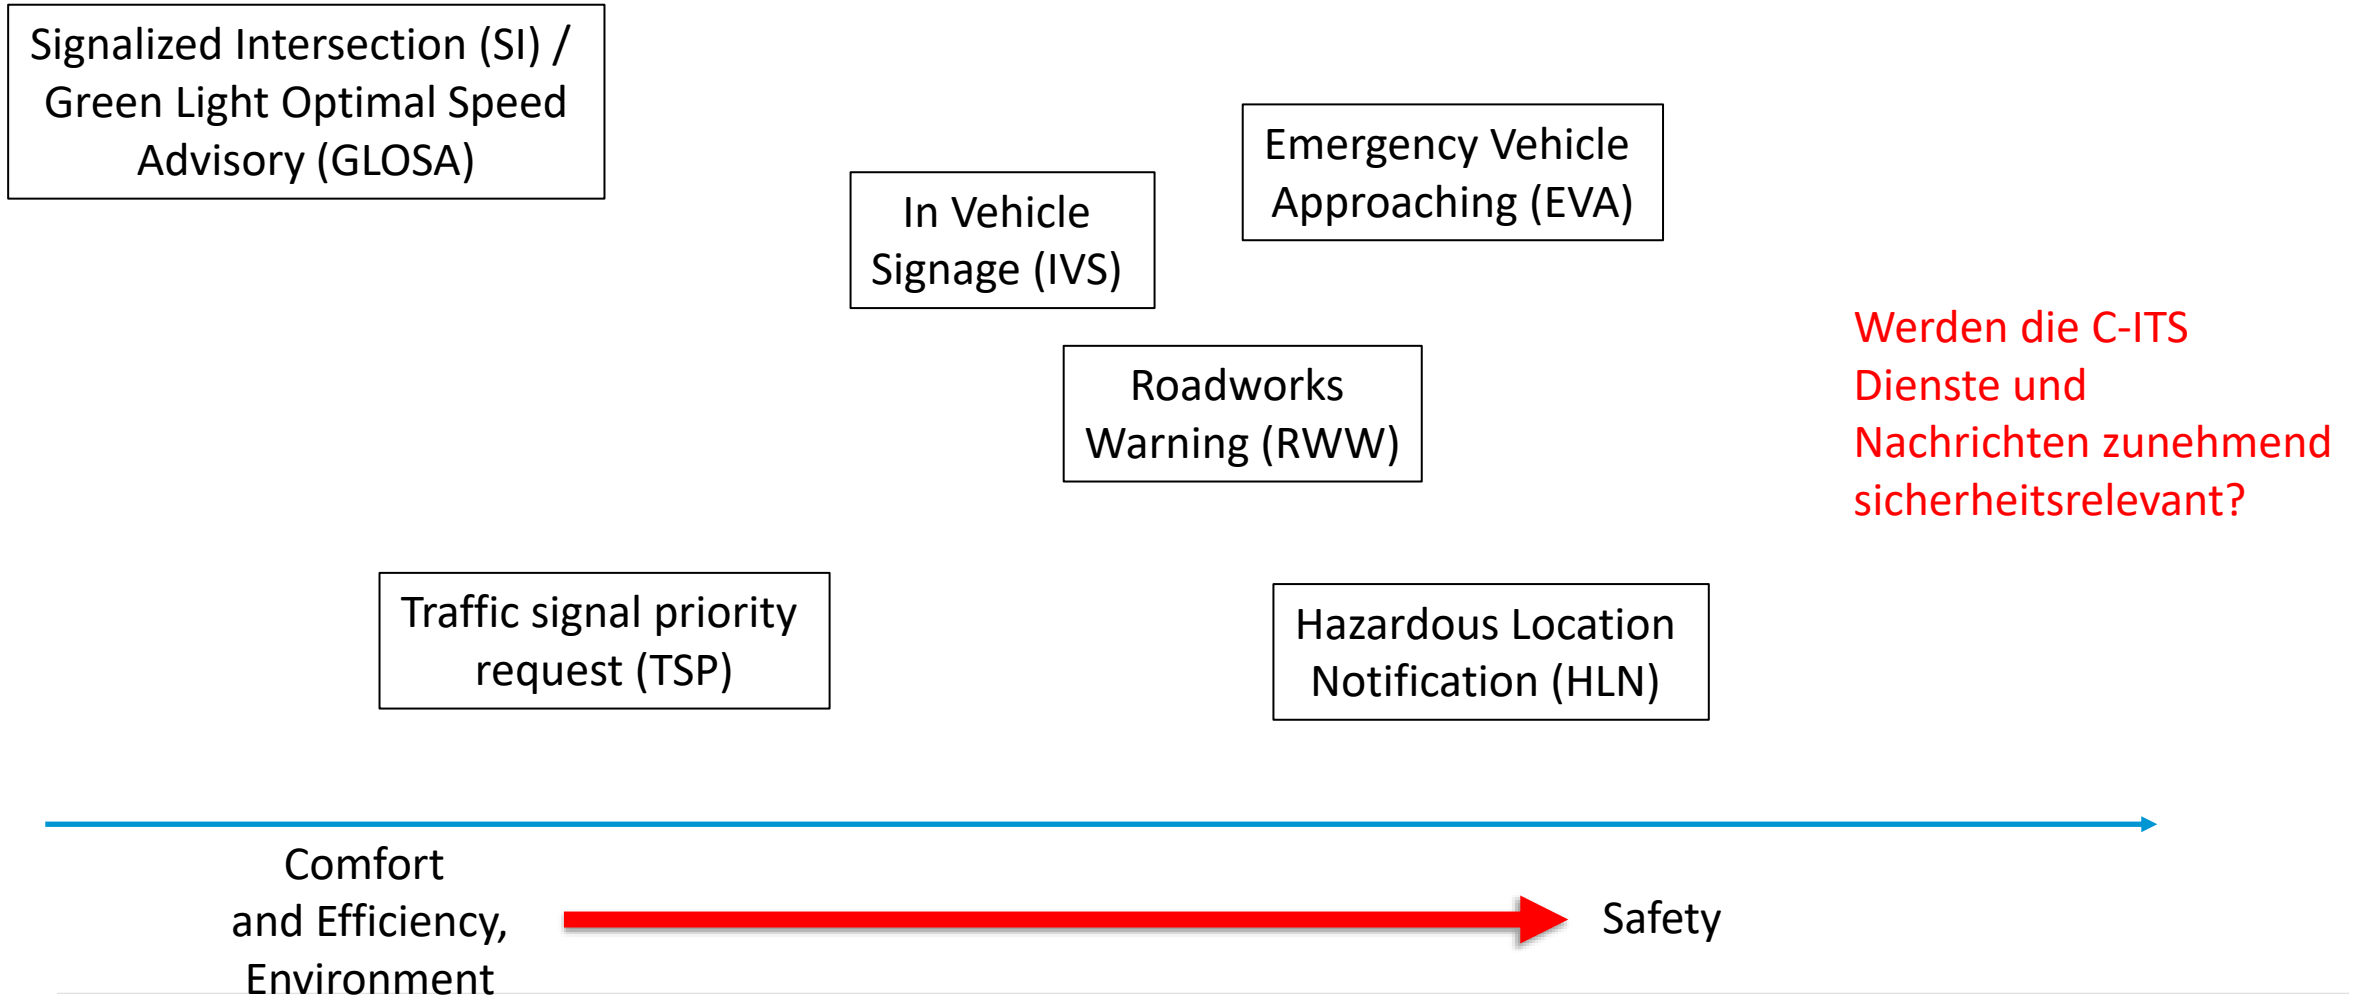 Signalized Intersection (SI) /
Green Light Optimal Speed
Advisory (GLOSA)
Emergency Vehicle
Approaching (EVA)
In Vehicle
Signage (IVS)
Werden die C-ITS
Dienste und
Nachrichten zunehmend
sicherheitsrelevant?
Roadworks
Warning (RWW)
Traffic signal priority
request (TSP)
Hazardous Location
Notification (HLN)
Comfort
and Efficiency,
Environment
Safety